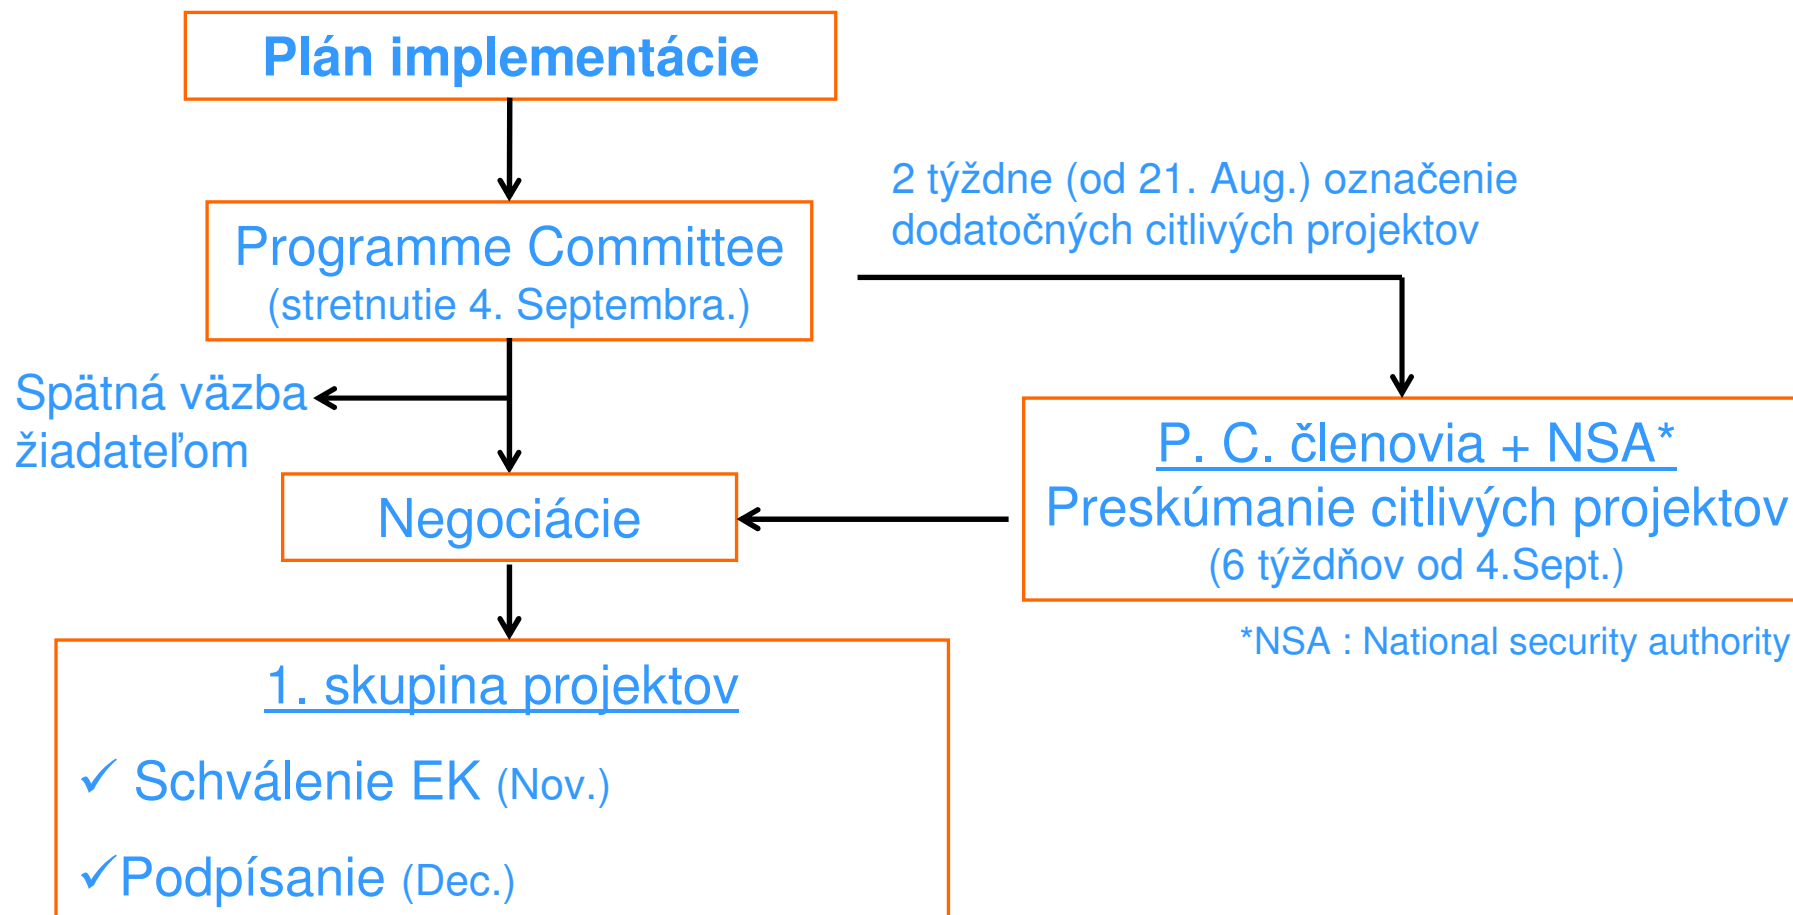 Plán implementácie
2 týždne (od 21. Aug.) označenie
dodatočných citlivých projektov
Programme Committee
(stretnutie 4. Septembra.)
Spätná väzba
žiadateľom
P. C. členovia + NSA*
Preskúmanie citlivých projektov
(6 týždňov od 4.Sept.)
Negociácie
*NSA : National security authority
1. skupina projektov
✓ Schválenie EK (Nov.)
✓Podpísanie (Dec.)